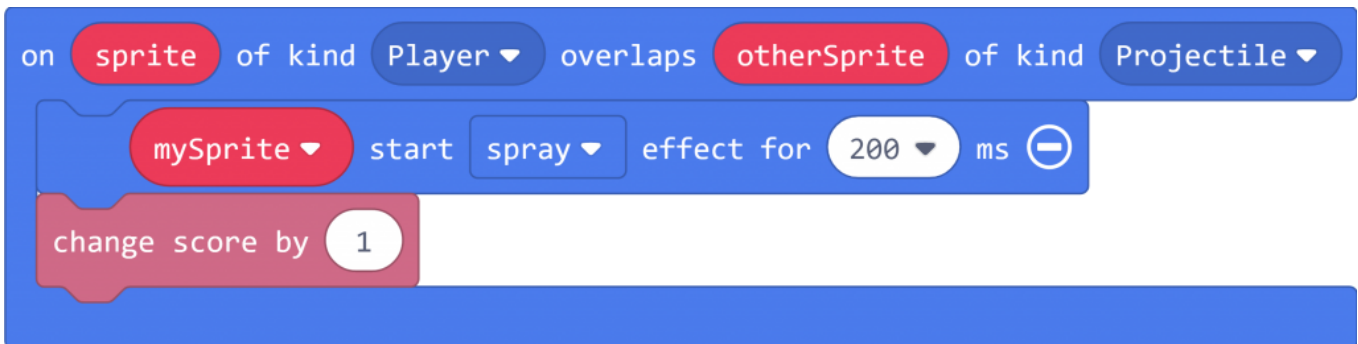 on sprite of kind Player overlaps otherSprite of kind Projectile
mySprite start spray effect for 200 ms
change score by 1